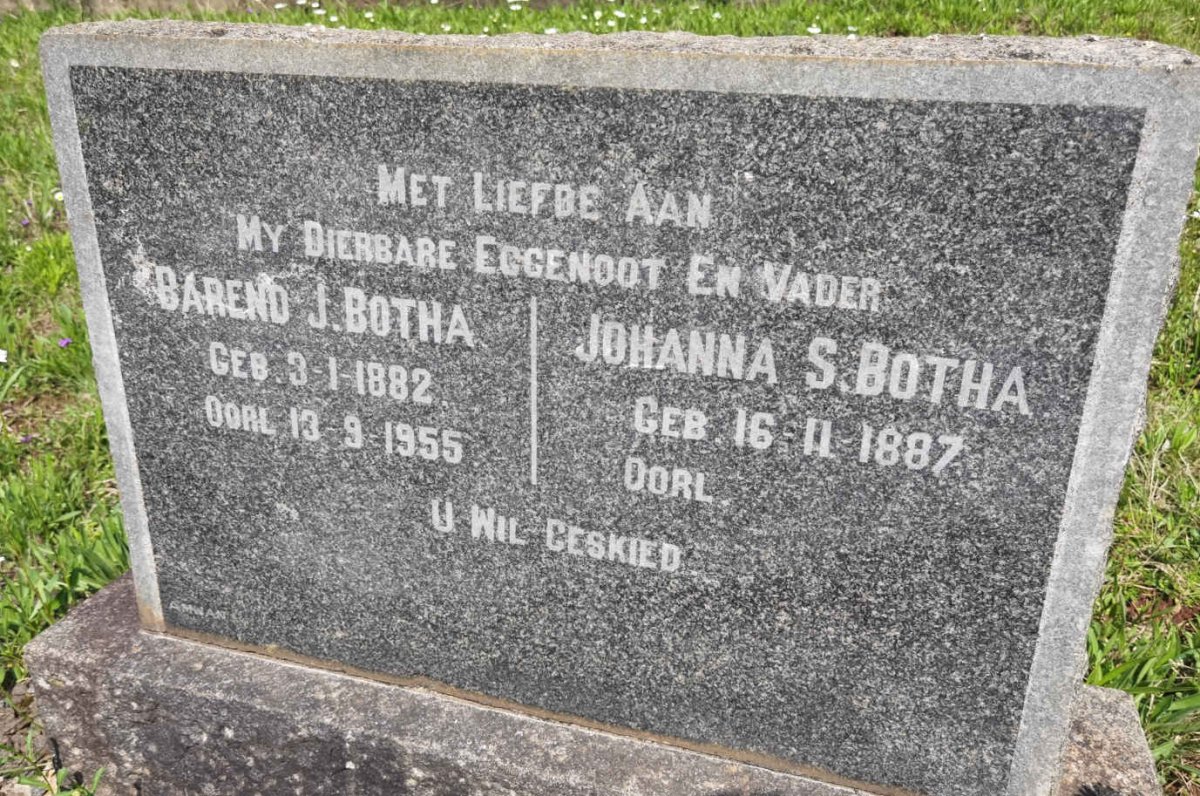 MET LIEFDE AAN
MY DIERBARE EGGENOOT EN VADER
BAREND J. BOTHA
GEB. 3-1-1882.
OORL 13-9-1955
JOHANNA S. BOTHA
GEB. 16-11-1887
OORL.
U WIL GESKIED